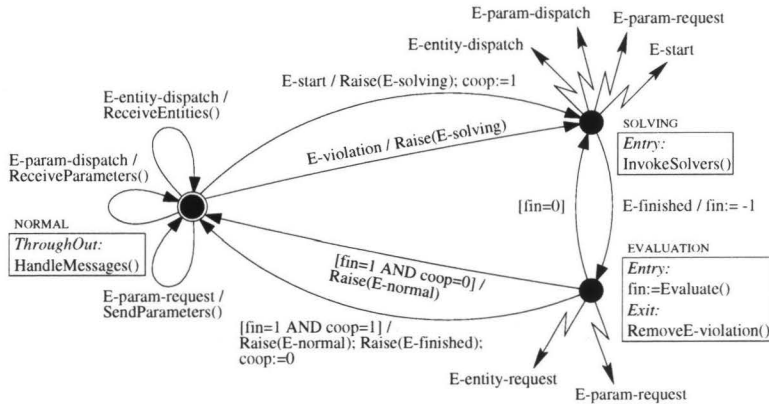 E-param-dispatch
E-param-request
E-entity-dispatch
E-start
E-start / Raise(E-solving); coop:=1
E-entity-dispatch /
ReceiveEntities()
SOLVING
Entry:
InvokeSolvers()
E-violation / Raise(E-solving)
E-param-dispatch /
ReceiveParameters()
[fin=0]
E-finished / fin:= -1
NORMAL
ThroughOut:
HandleMessages()
EVALUATION
Entry:
fin:=Evaluate()
Exit:
RemoveE-violation()
[fin=1 AND coop=0] /
Raise(E-normal)
E-param-request /
SendParameters()
[fin=1 AND coop=1] /
Raise(E-normal); Raise(E-finished);
coop:=0
E-entity-request
E-param-request